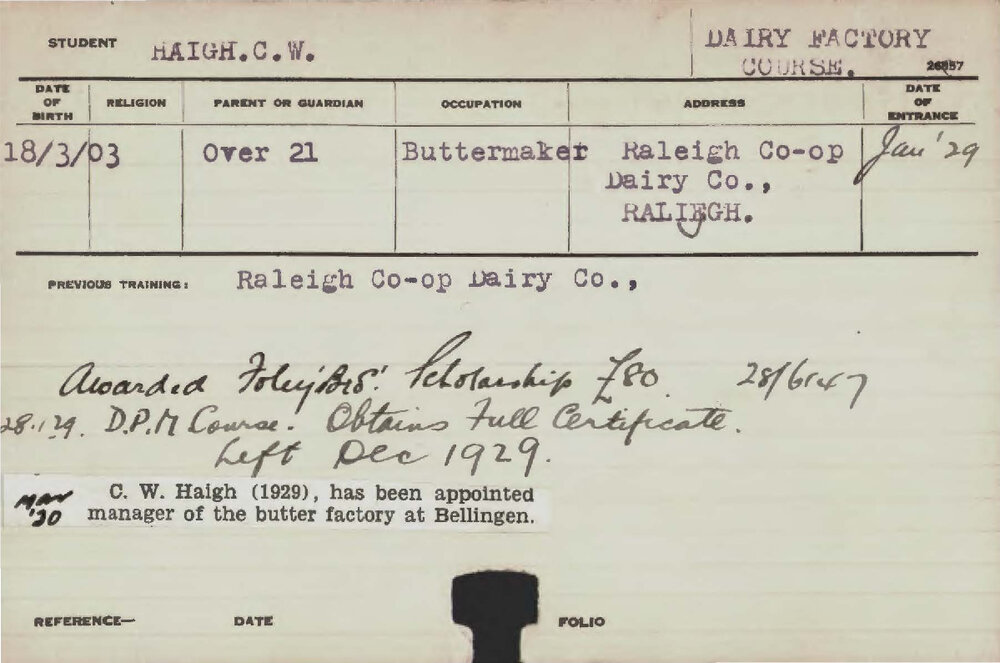 STUDENT HAIGH.C.W. DAIRY FACTORY
COURSE. 26857
DATE OF BIRTH RELIGION PARENT OR GUARDIAN OCCUPATION ADDRESS DATE OF ENTRANCE
18/3/03 Over 21 Buttermaker Raleigh Co-op Jan '29
Dairy Co.,
RALIEGH.
PREVIOUS TRAINING: Raleigh Co-op Dairy Co.,
Awarded Foley Bros'. Scholarship £80.
28.1.29. D.P.M Course. Obtains Full Certificate.
Left Dec 1929.
C. W. Haigh (1929), has been appointed
manager of the butter factory at Bellingen.
MAY '30
REFERENCE— DATE FOLIO